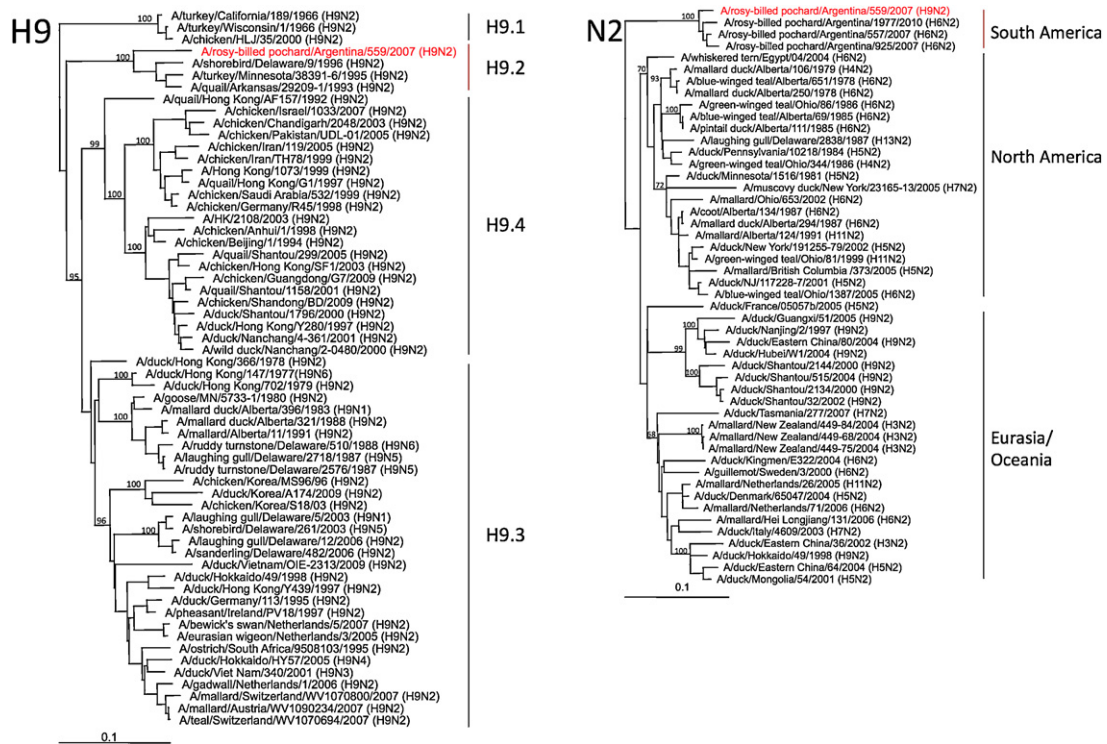 H9
A/turkey/California/189/1966 (H9N2)
A/turkey/Wisconsin/1/1966 (H9N2)
A/chicken/HLJ/35/2000 (H9N2)
100
H9.1
A/rosy-billed pochard/Argentina/559/2007 (H9N2)
A/shorebird/Delaware/9/1996 (H9N2)
A/turkey/Minnesota/38391-6/1995 (H9N2)
A/quail/Arkansas/29209-1/1993 (H9N2)
100
H9.2
A/quail/Hong Kong/AF157/1992 (H9N2)
A/chicken/Israel/1033/2007 (H9N2)
A/chicken/Chandigarh/2048/2003 (H9N2)
A/chicken/Pakistan/UDL-01/2005 (H9N2)
A/chicken/Iran/119/2005 (H9N2)
A/chicken/Iran/TH78/1999 (H9N2)
A/Hong Kong/1073/1999 (H9N2)
A/quail/Hong Kong/G1/1997 (H9N2)
A/chicken/Saudi Arabia/532/1999 (H9N2)
A/chicken/Germany/R45/1998 (H9N2)
A/HK/2108/2003 (H9N2)
A/chicken/Anhui/1/1998 (H9N2)
A/chicken/Beijing/1/1994 (H9N2)
A/quail/Shantou/299/2005 (H9N2)
A/chicken/Hong Kong/SF1/2003 (H9N2)
A/chicken/Guangdong/G7/2009 (H9N2)
A/quail/Shantou/1158/2001 (H9N2)
A/chicken/Shandong/BD/2009 (H9N2)
A/duck/Shantou/1796/2000 (H9N2)
A/duck/Hong Kong/Y280/1997 (H9N2)
A/duck/Nanchang/4-361/2001 (H9N2)
A/wild duck/Nanchang/2-0480/2000 (H9N2)
99
100
100
100
95
H9.4
A/duck/Hong Kong/366/1978 (H9N2)
A/duck/Hong Kong/147/1977(H9N6)
A/duck/Hong Kong/702/1979 (H9N2)
A/goose/MN/5733-1/1980 (H9N2)
A/mallard duck/Alberta/396/1983 (H9N1)
A/mallard duck/Alberta/321/1988 (H9N2)
A/mallard/Alberta/11/1991 (H9N2)
A/ruddy turnstone/Delaware/510/1988 (H9N6)
A/laughing gull/Delaware/2718/1987 (H9N5)
A/ruddy turnstone/Delaware/2576/1987 (H9N5)
A/chicken/Korea/MS96/96 (H9N2)
A/duck/Korea/A174/2009 (H9N2)
A/chicken/Korea/S18/03 (H9N2)
A/laughing gull/Delaware/5/2003 (H9N1)
A/shorebird/Delaware/261/2003 (H9N5)
A/laughing gull/Delaware/12/2006 (H9N2)
A/sanderling/Delaware/482/2006 (H9N2)
A/duck/Vietnam/OIE-2313/2009 (H9N2)
A/duck/Hokkaido/49/1998 (H9N2)
A/duck/Hong Kong/Y439/1997 (H9N2)
A/duck/Germany/113/1995 (H9N2)
A/pheasant/Ireland/PV18/1997 (H9N2)
A/bewick's swan/Netherlands/5/2007 (H9N2)
A/eurasian wigeon/Netherlands/3/2005 (H9N2)
A/ostrich/South Africa/9508103/1995 (H9N2)
A/duck/Hokkaido/HY57/2005 (H9N4)
A/duck/Viet Nam/340/2001 (H9N3)
A/gadwall/Netherlands/1/2006 (H9N2)
A/mallard/Switzerland/WV1070800/2007 (H9N2)
A/mallard/Austria/WV1090234/2007 (H9N2)
A/teal/Switzerland/WV1070694/2007 (H9N2)
100
100
100
96
100
H9.3
0.1
N2
A/rosy-billed pochard/Argentina/559/2007 (H9N2)
A/rosy-billed pochard/Argentina/1977/2010 (H6N2)
A/rosy-billed pochard/Argentina/557/2007 (H6N2)
A/rosy-billed pochard/Argentina/925/2007 (H6N2)
100
South America
A/whiskered tern/Egypt/04/2004 (H6N2)
A/mallard duck/Alberta/106/1979 (H4N2)
A/blue-winged teal/Alberta/651/1978 (H6N2)
A/mallard duck/Alberta/250/1978 (H6N2)
A/green-winged teal/Ohio/86/1986 (H6N2)
A/blue-winged teal/Alberta/69/1985 (H6N2)
A/pintail duck/Alberta/111/1985 (H6N2)
A/laughing gull/Delaware/2838/1987 (H13N2)
A/duck/Pennsylvania/10218/1984 (H5N2)
A/green-winged teal/Ohio/344/1986 (H4N2)
A/duck/Minnesota/1516/1981 (H5N2)
A/muscovy duck/New York/23165-13/2005 (H7N2)
A/mallard/Ohio/653/2002 (H6N2)
A/coot/Alberta/134/1987 (H6N2)
A/mallard duck/Alberta/294/1987 (H6N2)
A/mallard/Alberta/124/1991 (H11N2)
A/duck/New York/191255-79/2002 (H5N2)
A/green-winged teal/Ohio/81/1999 (H11N2)
A/mallard/British Columbia /373/2005 (H5N2)
A/duck/NJ/117228-7/2001 (H5N2)
A/blue-winged teal/Ohio/1387/2005 (H6N2)
70
93
100
72
North America
A/duck/France/05057b/2005 (H5N2)
A/duck/Guangxi/51/2005 (H9N2)
A/duck/Nanjing/2/1997 (H9N2)
A/duck/Eastern China/80/2004 (H9N2)
A/duck/Hubei/W1/2004 (H9N2)
A/duck/Shantou/2144/2000 (H9N2)
A/duck/Shantou/515/2004 (H9N2)
A/duck/Shantou/2134/2000 (H9N2)
A/duck/Shantou/32/2002 (H9N2)
A/duck/Tasmania/277/2007 (H7N2)
A/mallard/New Zealand/449-84/2004 (H3N2)
A/mallard/New Zealand/449-68/2004 (H3N2)
A/mallard/New Zealand/449-75/2004 (H3N2)
A/duck/Kingmen/E322/2004 (H6N2)
A/guillemot/Sweden/3/2000 (H6N2)
A/mallard/Netherlands/26/2005 (H11N2)
A/duck/Denmark/65047/2004 (H5N2)
A/mallard/Netherlands/71/2006 (H6N2)
A/mallard/Hei Longjiang/131/2006 (H6N2)
A/duck/Italy/4609/2003 (H7N2)
A/duck/Eastern China/36/2002 (H3N2)
A/duck/Hokkaido/49/1998 (H9N2)
A/duck/Eastern China/64/2004 (H5N2)
A/duck/Mongolia/54/2001 (H5N2)
100
99
100
100
68
100
Eurasia/
Oceania
0.1